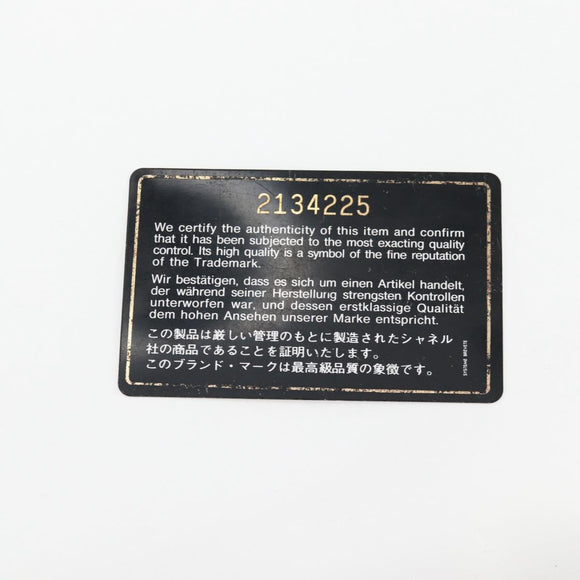 2134225
We certify the authenticity of this item and confirm
that it has been subjected to the most exacting quality
control. Its high quality is a symbol of the fine reputation
of the Trademark.
Wir bestätigen, dass es sich um einen Artikel handelt,
der während seiner Herstellung strengsten Kontrollen
unterworfen war, und dessen erstklassige Qualität
dem hohen Ansehen unserer Marke entspricht.
この製品は厳しい管理のもとに製造されたシャネル
社の商品であることを証明いたします。
このブランド・マークは最高級品質の象徴です。